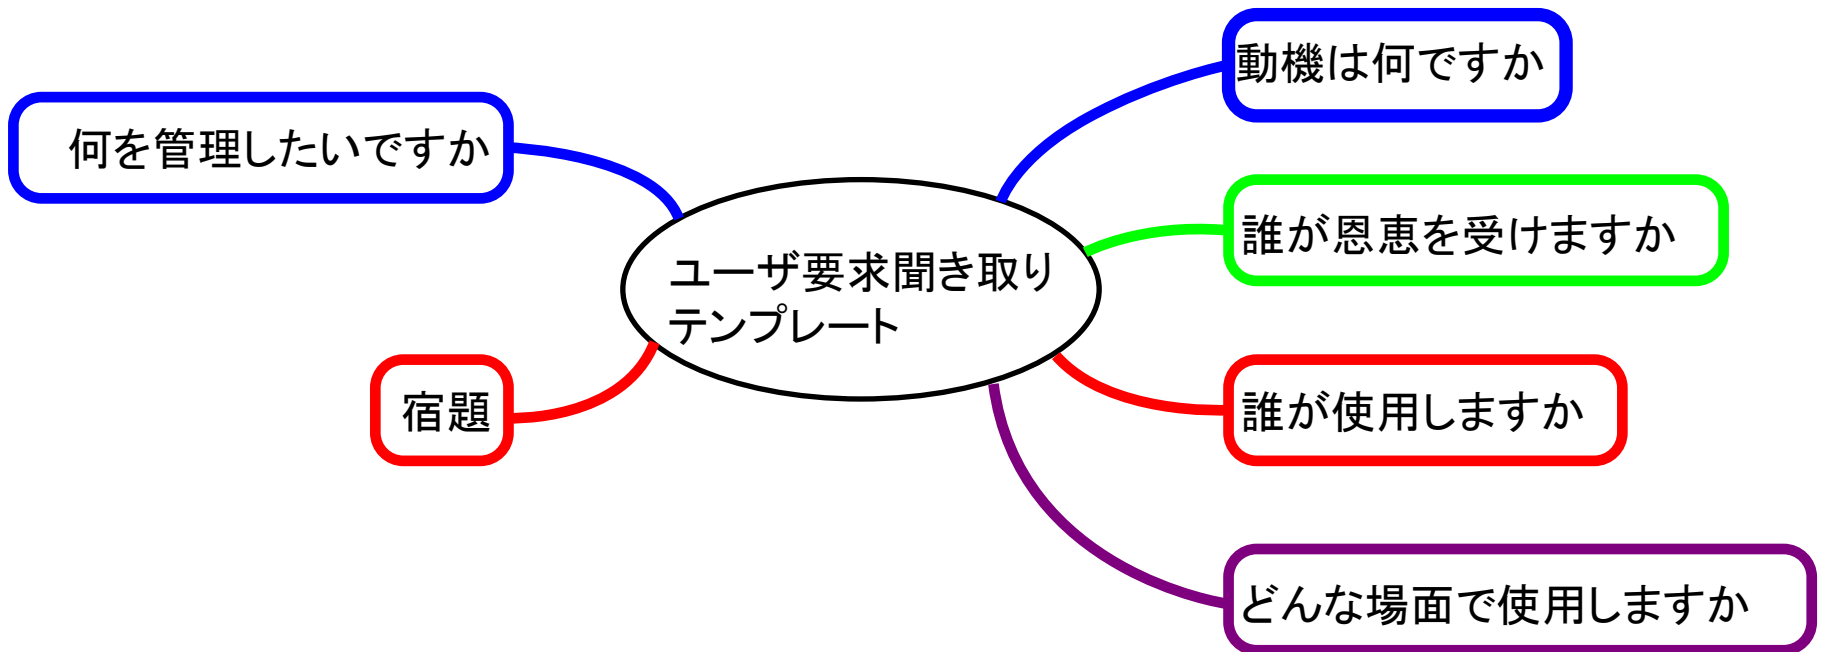 動機は何ですか
何を管理したいですか
誰が恩恵を受けますか
ユーザ要求聞き取り
テンプレート
宿題
誰が使用しますか
どんな場面で使用しますか